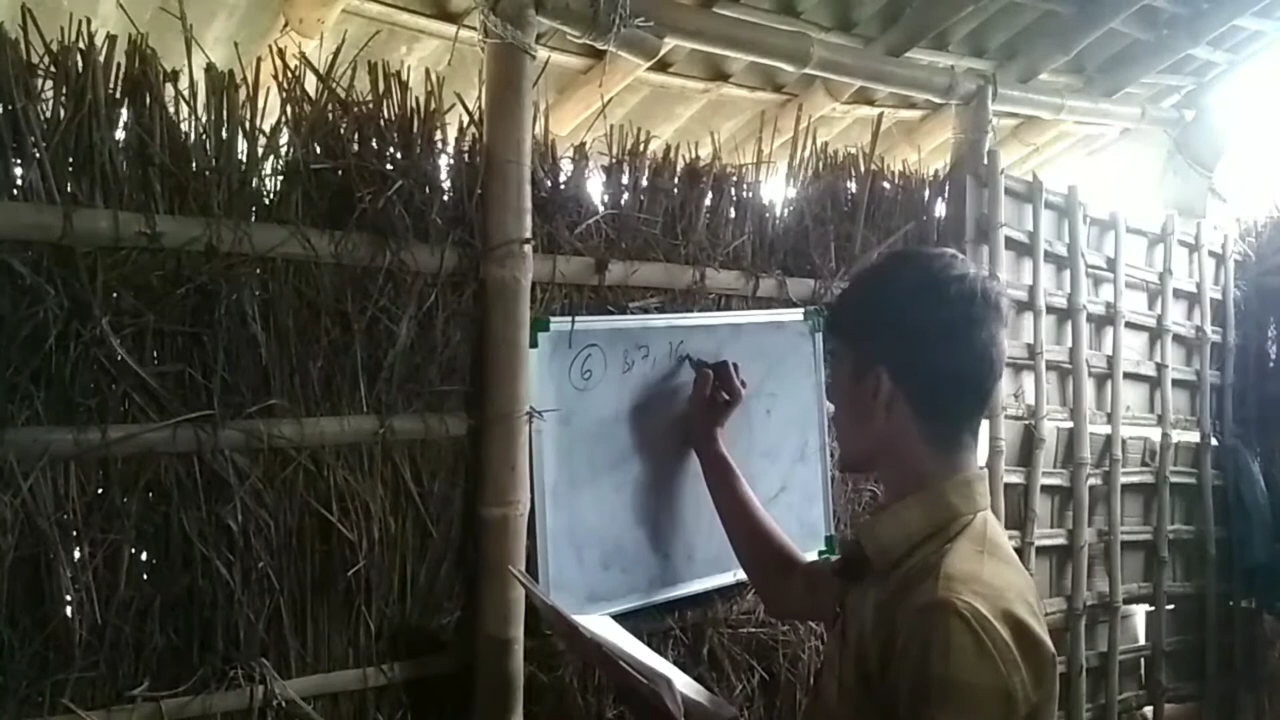 ⑥ 3, 7, 16